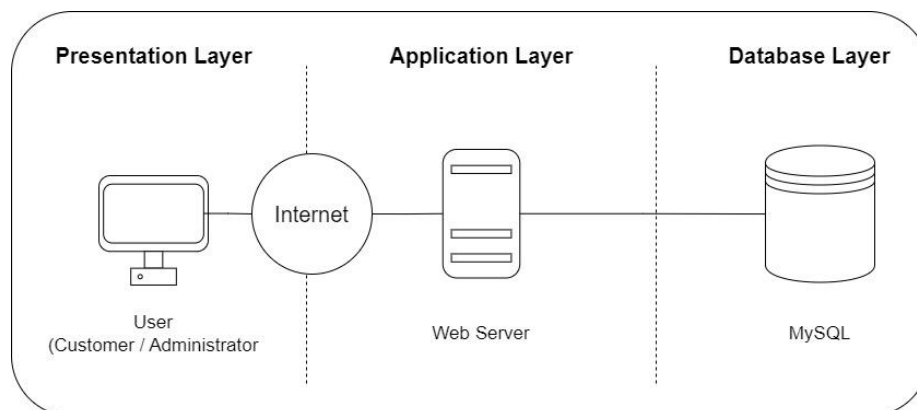 Presentation Layer
Application Layer
Database Layer
Internet
User
(Customer / Administrator
Web Server
MySQL